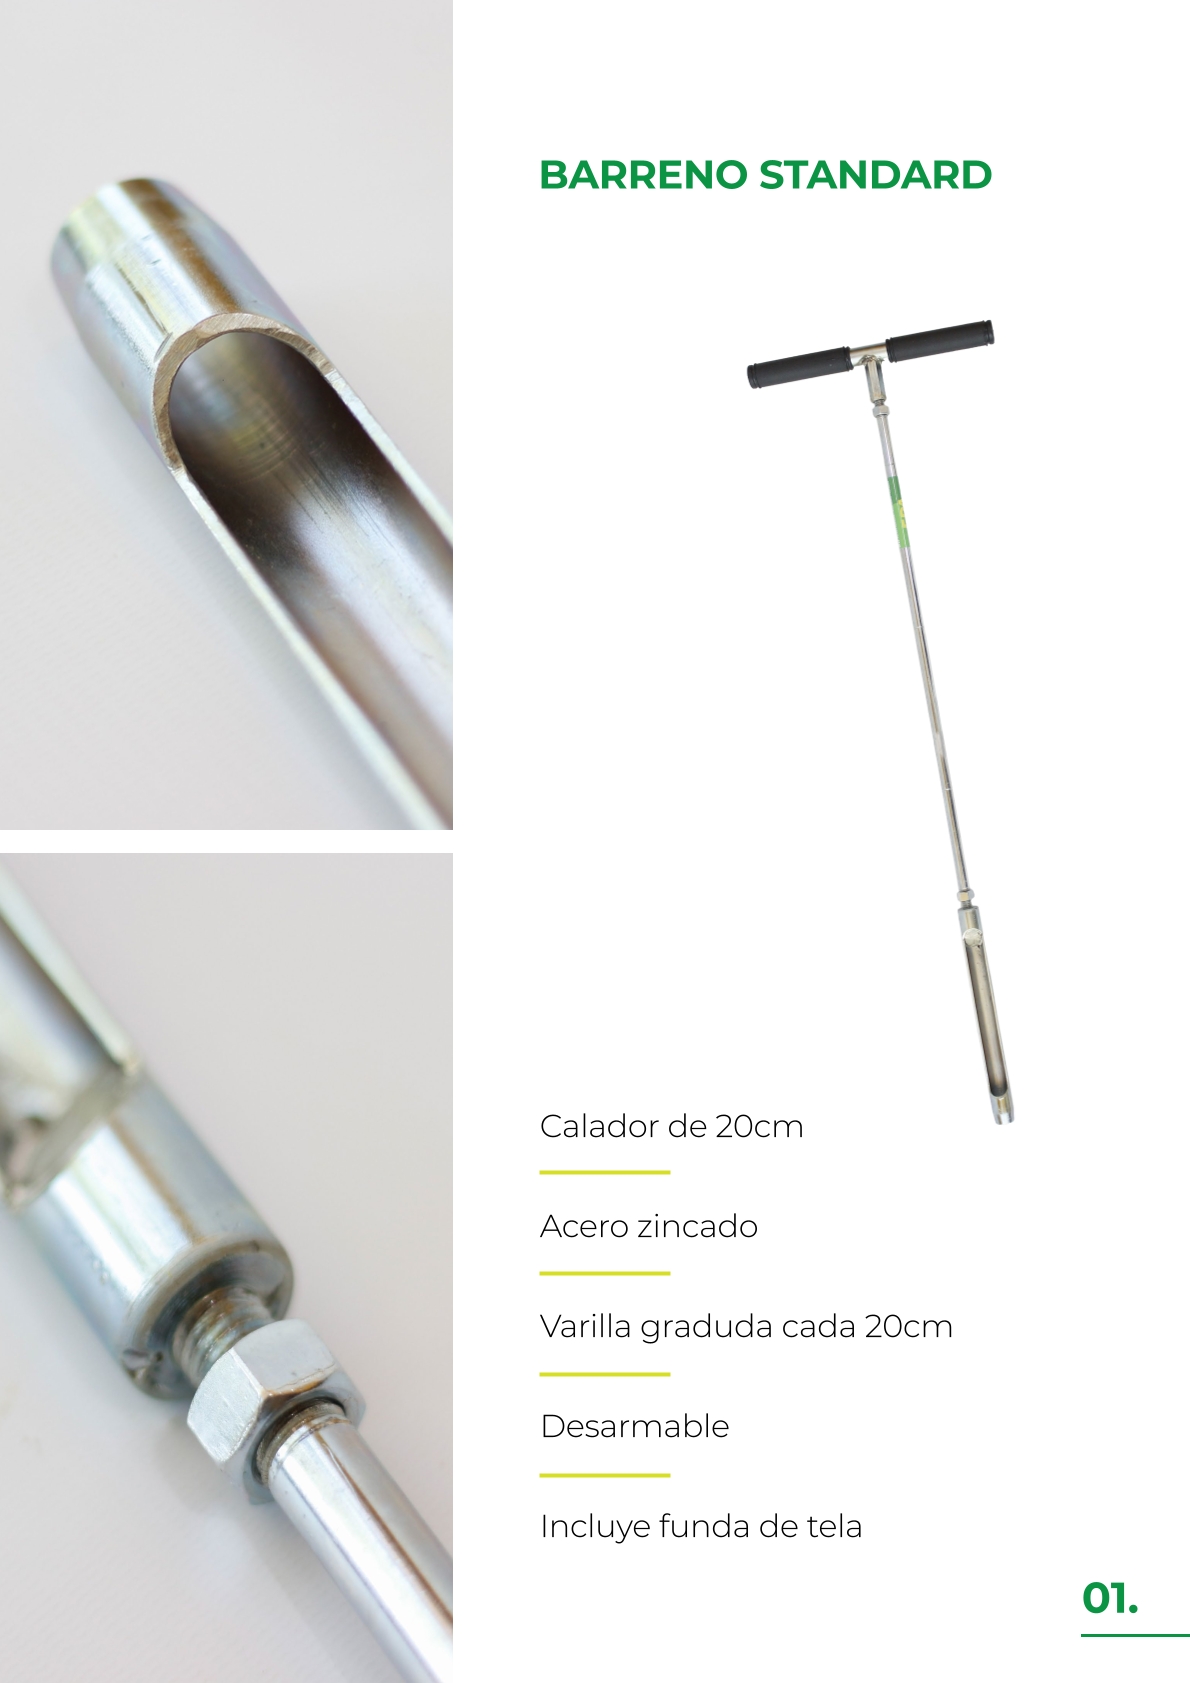 BARRENO STANDARD
Calador de 20cm
Acero zincado
Varilla graduda cada 20cm
Desarmable
Incluye funda de tela
01.